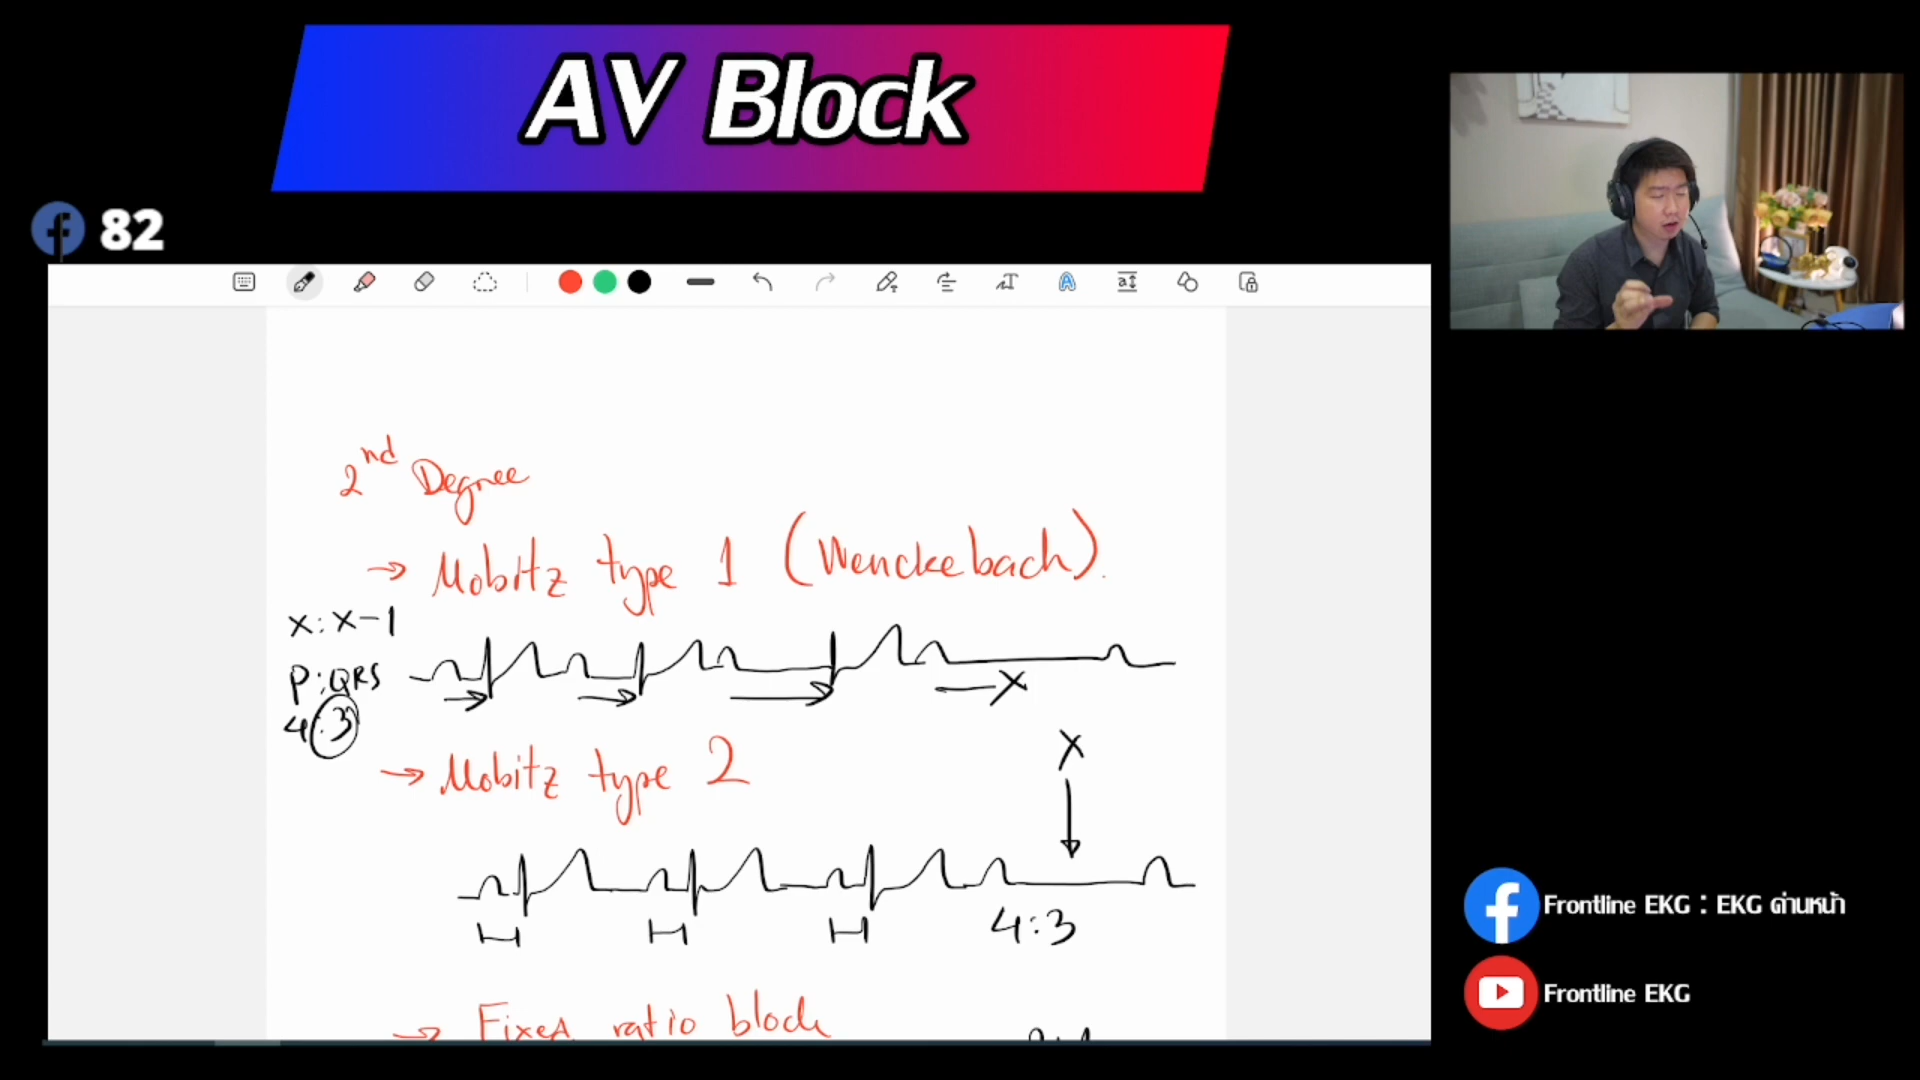 AV Block
82
2nd Degree
→ Mobitz type 1 (Wenckebach).
X:X-1
P:QRS
4:3
X
→ Mobitz type 2
X
4:3
→ Fixed ratio block
Frontline EKG : EKG ด่านหน้า
Frontline EKG